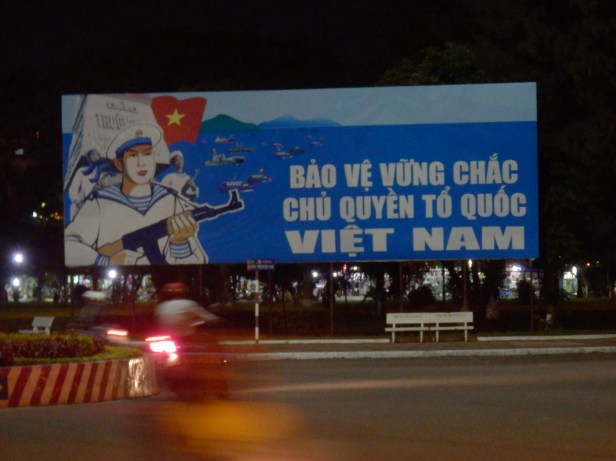 BẢO VỆ VỮNG CHẮC
CHỦ QUYỀN TỔ QUỐC
VIỆT NAM